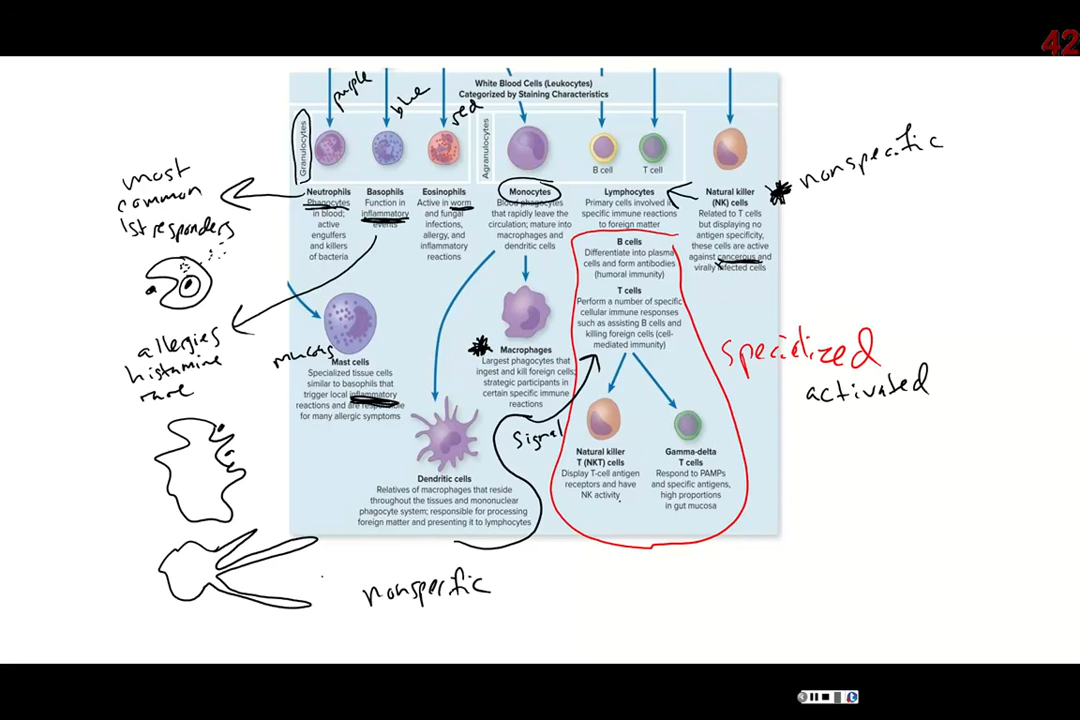 42
White Blood Cells (Leukocytes)
Categorized by Staining Characteristics
purple
blue
red
Granulocytes
Agranulocytes
B cell
T cell
nonspecific
most
common
1st responders
Neutrophils
Phagocytes
in blood;
active
engulfers
and killers
of bacteria
Basophils
Function in
inflammatory
events
Eosinophils
Active in worm
and fungal
infections,
allergy, and
inflammatory
reactions
Monocytes
Blood phagocytes
that rapidly leave the
circulation; mature into
macrophages and
dendritic cells
Lymphocytes
Primary cells involved in
specific immune reactions
to foreign matter
Natural killer
(NK) cells
Related to T cells
but displaying no
antigen specificity,
these cells are active
against cancerous and
virally infected cells
B cells
Differentiate into plasma
cells and form antibodies
(humoral immunity)
T cells
Perform a number of specific
cellular immune responses
such as assisting B cells and
killing foreign cells (cell-
mediated immunity)
allergies
histamine
rare
mucous
Mast cells
Specialized tissue cells
similar to basophils that
trigger local inflammatory
reactions and are responsible
for many allergic symptoms
Macrophages
Largest phagocytes that
ingest and kill foreign cells;
strategic participants in
certain specific immune
reactions
specialized
activated
Signal
Dendritic cells
Relatives of macrophages that reside
throughout the tissues and mononuclear
phagocyte system; responsible for processing
foreign matter and presenting it to lymphocytes
Natural killer
T (NKT) cells
Display T-cell antigen
receptors and have
NK activity.
Gamma-delta
T cells
Respond to PAMPs
and specific antigens,
high proportions
in gut mucosa
nonspecific